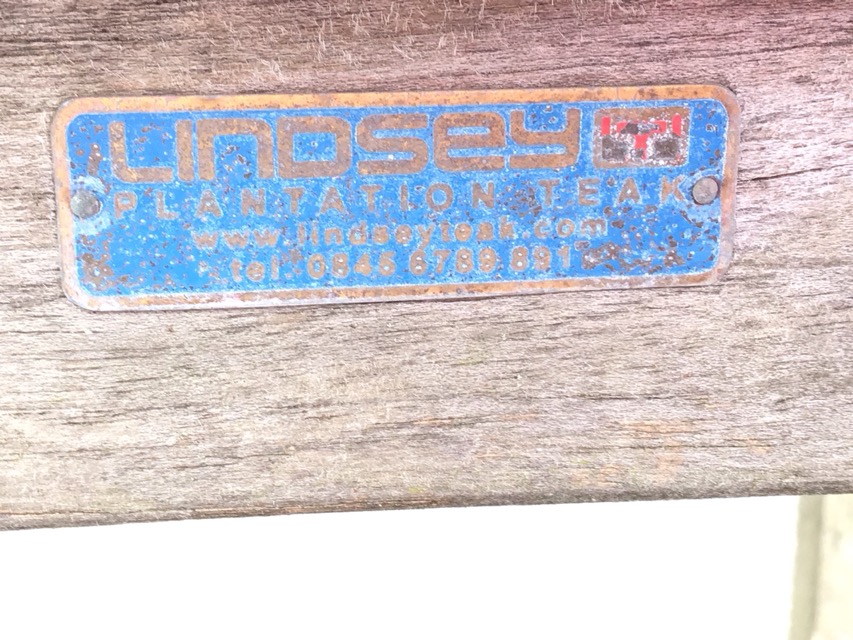 LINDSEY
PLANTATION TEAK
www.lindseyteak.com
tel 0845 6789 891